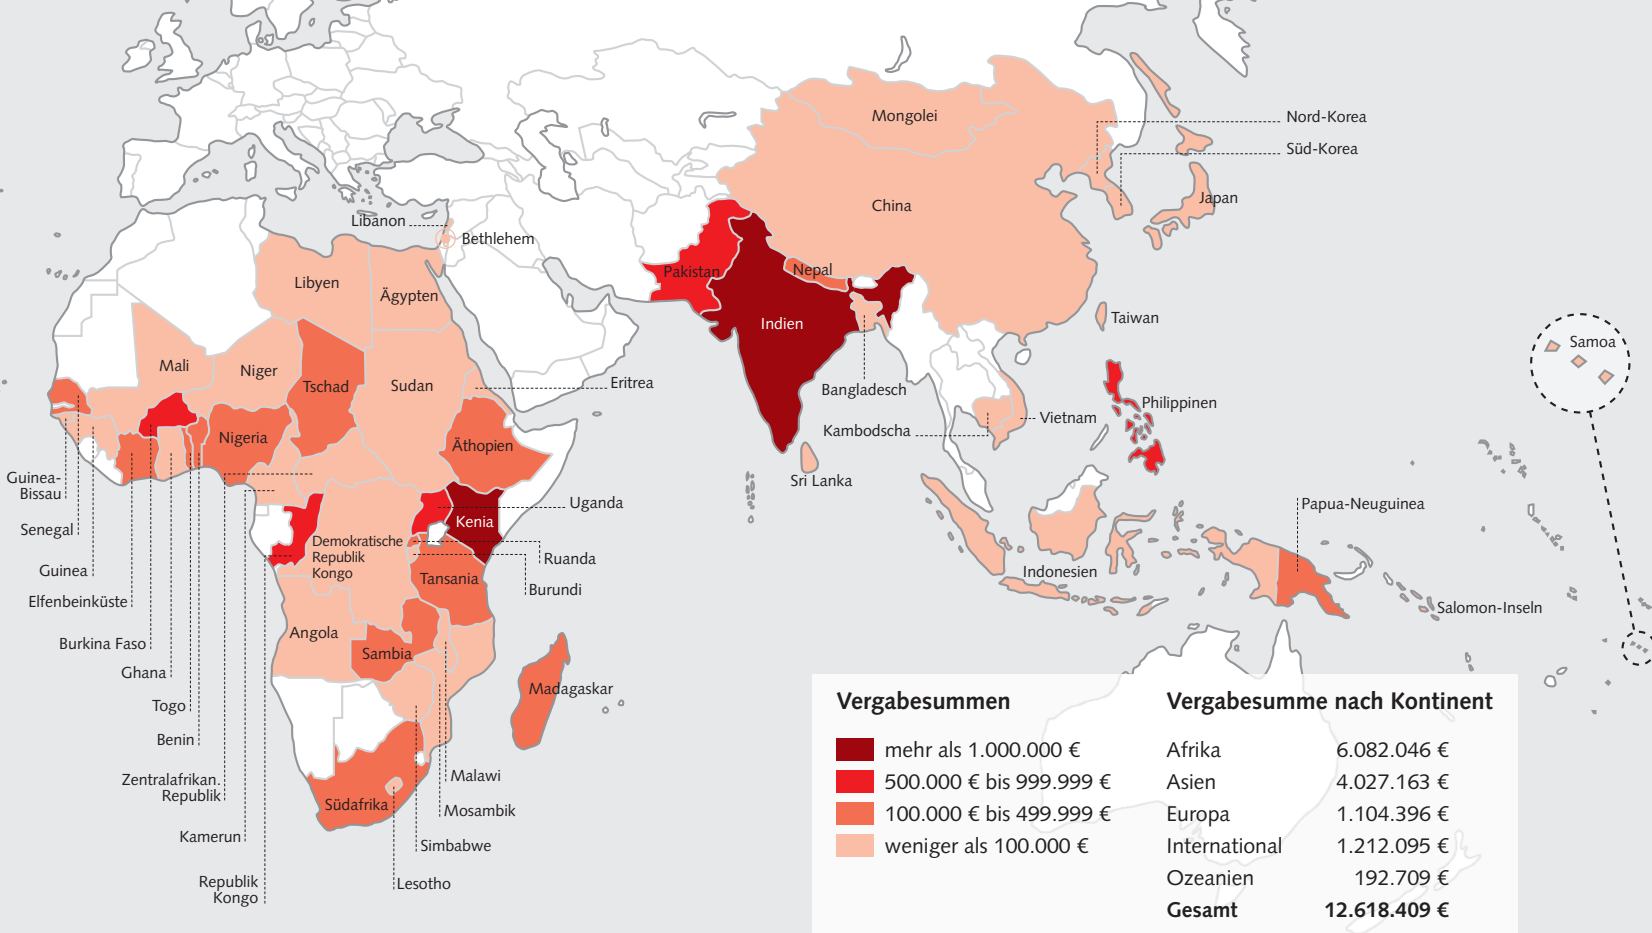 Mongolei
Nord-Korea
Süd-Korea
China
Japan
Libanon
Bethlehem
Pakistan
Nepal
Libyen
Ägypten
Indien
Taiwan
Samoa
Mali
Niger
Tschad
Sudan
Eritrea
Bangladesch
Philippinen
Vietnam
Kambodscha
Nigeria
Äthopien
Sri Lanka
Guinea-
Bissau
Uganda
Kenia
Papua-Neuguinea
Senegal
Demokratische
Republik
Kongo
Ruanda
Guinea
Tansania
Burundi
Indonesien
Elfenbeinküste
Salomon-Inseln
Angola
Burkina Faso
Sambia
Ghana
Madagaskar
Togo
Benin
Zentralafrikan.
Republik
Malawi
Südafrika
Mosambik
Kamerun
Simbabwe
Republik
Kongo
Lesotho
Vergabesummen
mehr als 1.000.000 €
500.000 € bis 999.999 €
100.000 € bis 499.999 €
weniger als 100.000 €
Vergabesumme nach Kontinent
Afrika 6.082.046 €
Asien 4.027.163 €
Europa 1.104.396 €
International 1.212.095 €
Ozeanien 192.709 €
Gesamt 12.618.409 €